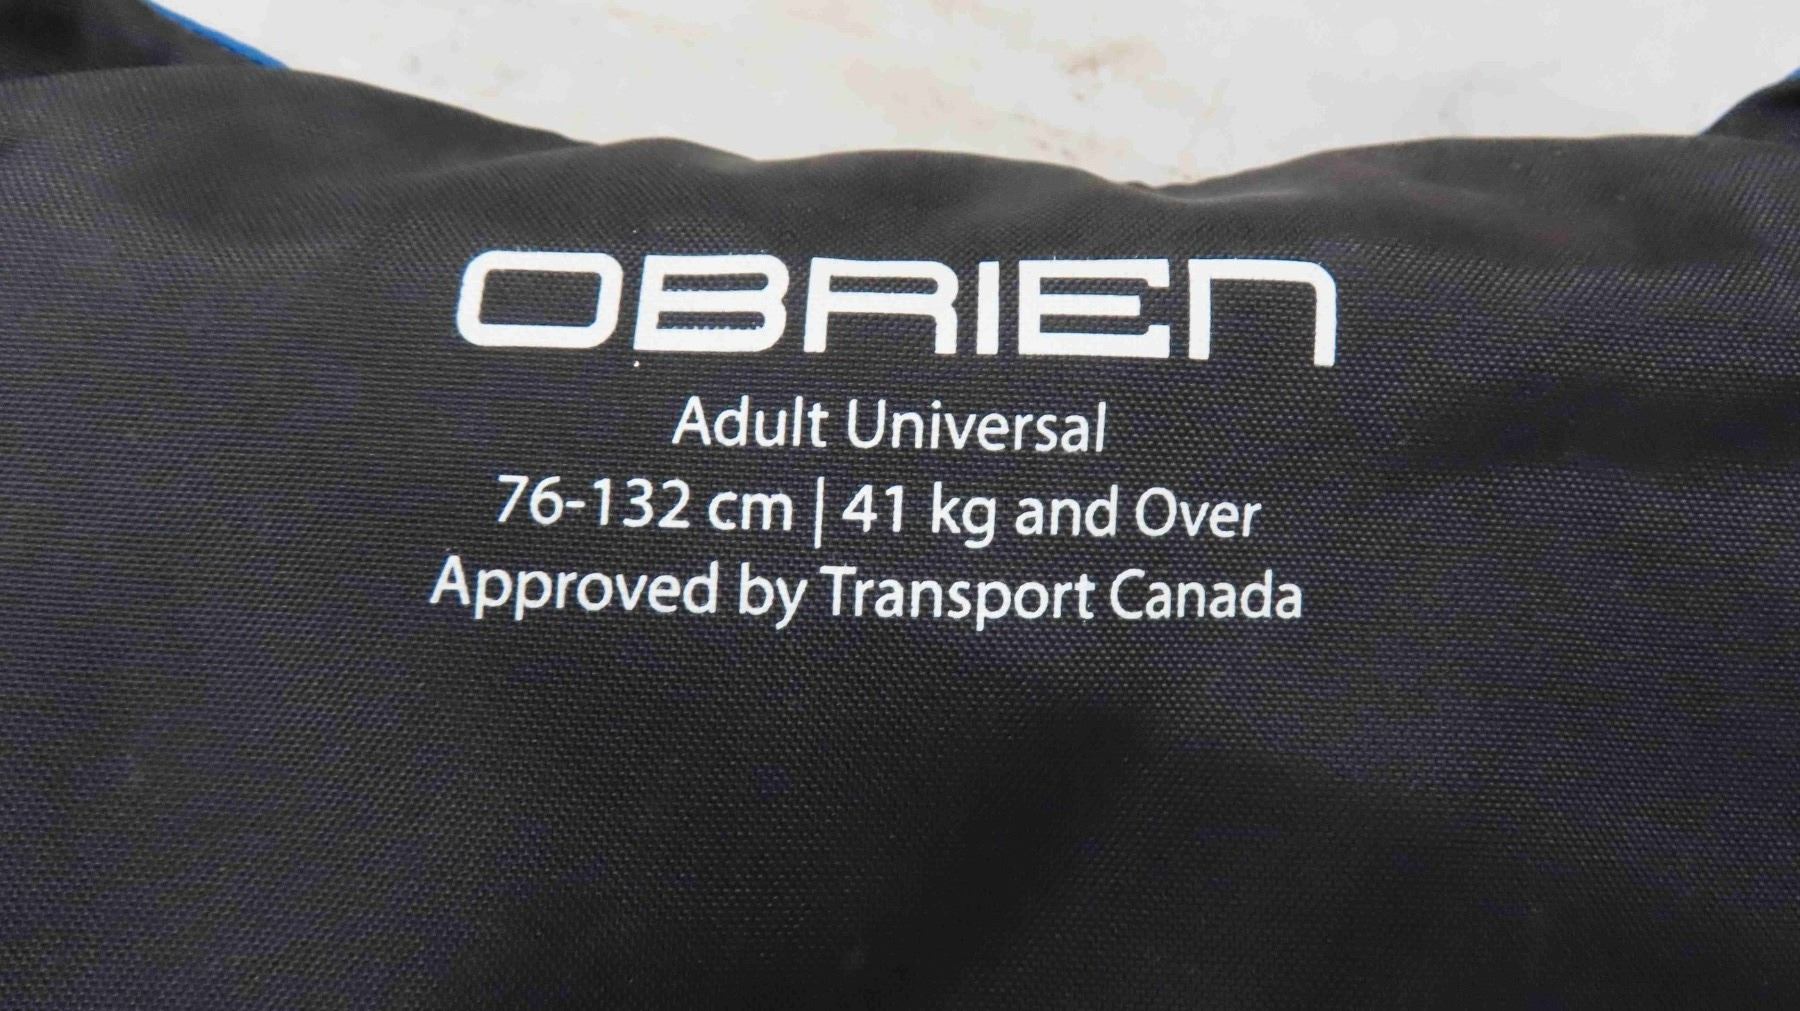 OBRIEN
Adult Universal
76-132 cm | 41 kg and Over
Approved by Transport Canada